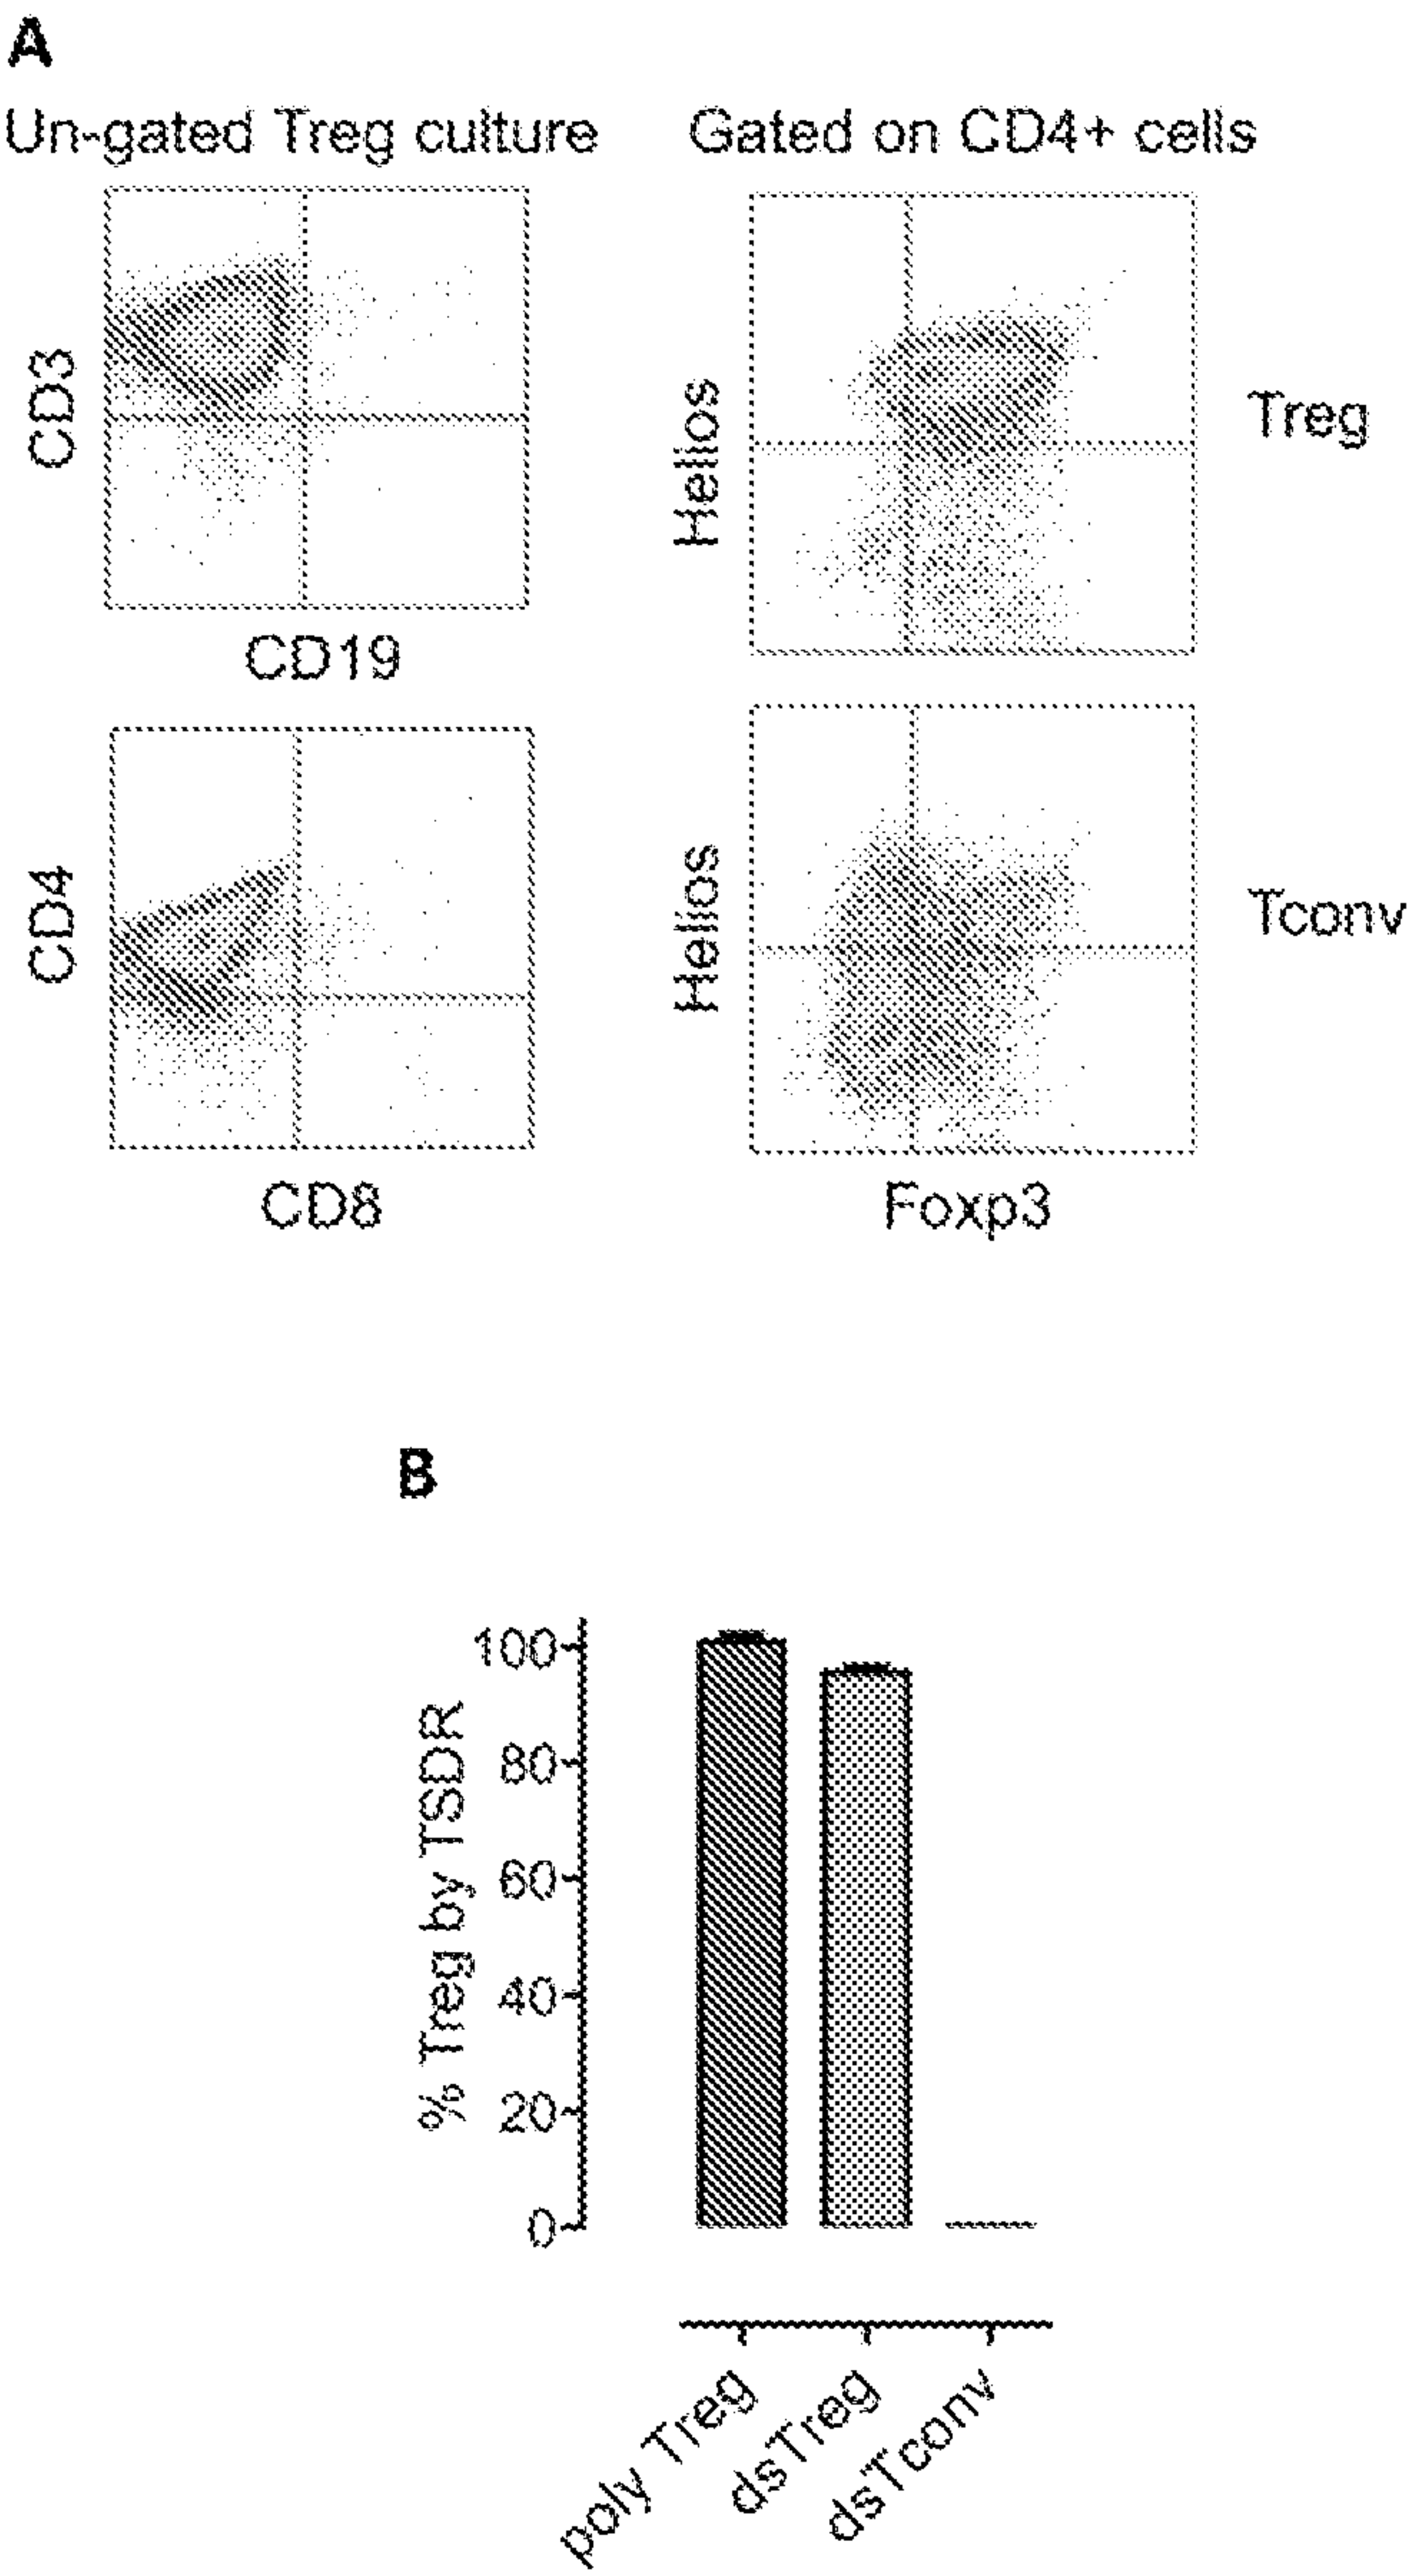 A
Un-gated Treg culture
Gated on CD4+ cells
CD3
CD19
Helios
Treg
CD4
CD8
Helios
Tconv
Foxp3
B
% Treg by TSDR
100
80
60
40
20
0
poly Treg
dsTreg
dsTconv